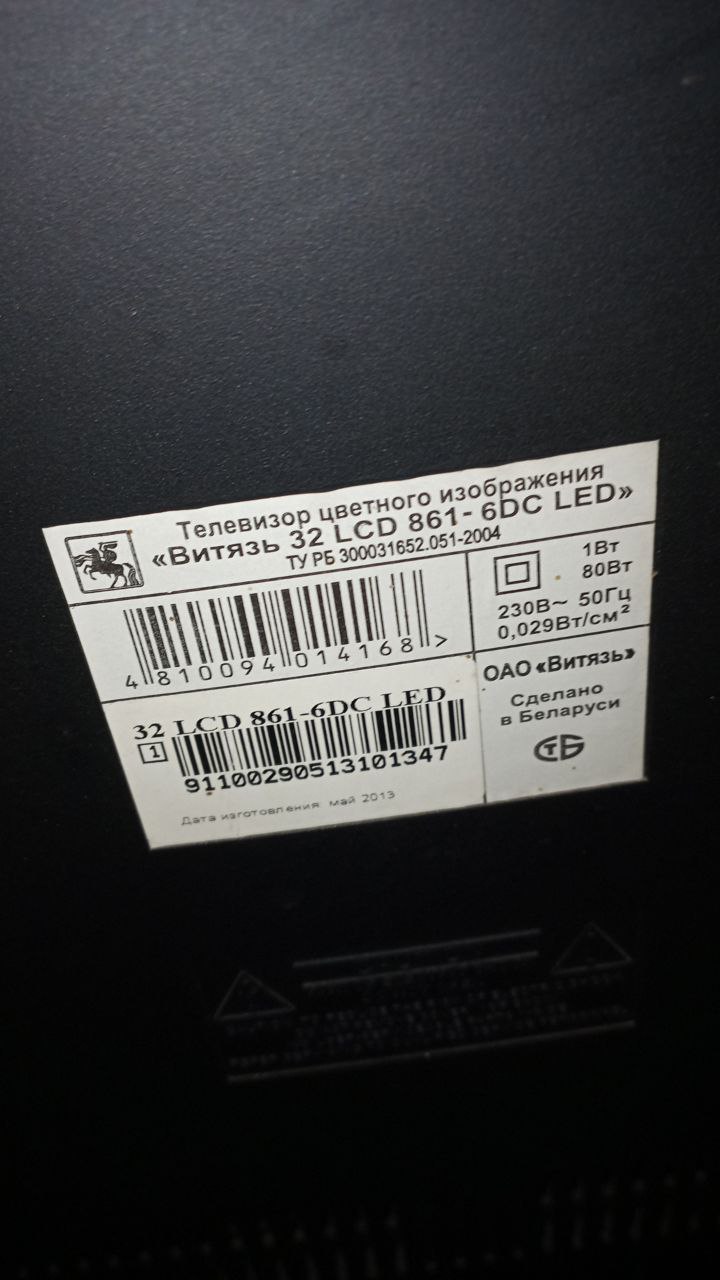 Телевизор цветного изображения
«Витязь 32 LCD 861- 6DC LED»
ТУ РБ 300031652.051-2004
1Вт
80Вт
230В~ 50Гц
0,029Вт/см²
4 810094 014168 >
ОАО «Витязь»
Сделано
в Беларуси
СТБ
32 LCD 861-6DC LED
1
91100290513101347
Дата изготовления май 2013